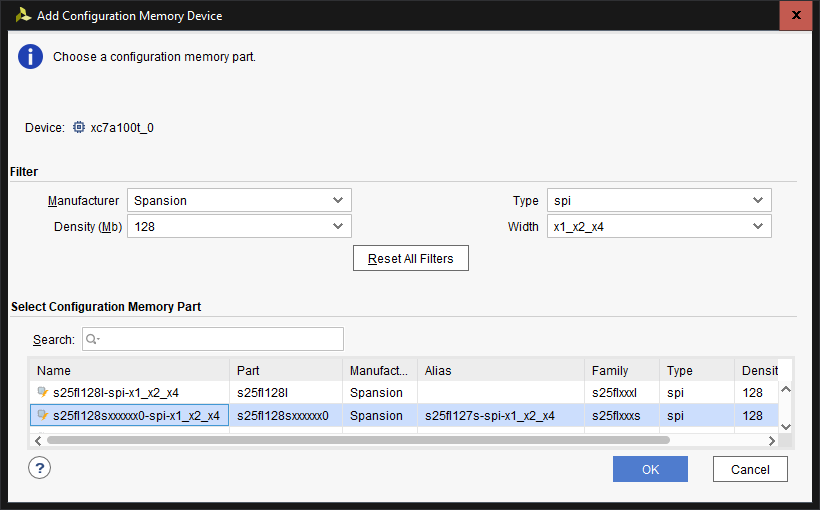 Add Configuration Memory Device
Choose a configuration memory part.
Device: xc7a100t_0
Filter
Manufacturer Spansion Type spi
Density (Mb) 128 Width x1_x2_x4
Reset All Filters
Select Configuration Memory Part
Search:
Name Part Manufact... Alias Family Type Densit
s25fl128l-spi-x1_x2_x4 s25fl128l Spansion s25flxxxl spi 128
s25fl128sxxxxxx0-spi-x1_x2_x4 s25fl128sxxxxxx0 Spansion s25fl127s-spi-x1_x2_x4 s25flxxxs spi 128
? OK Cancel